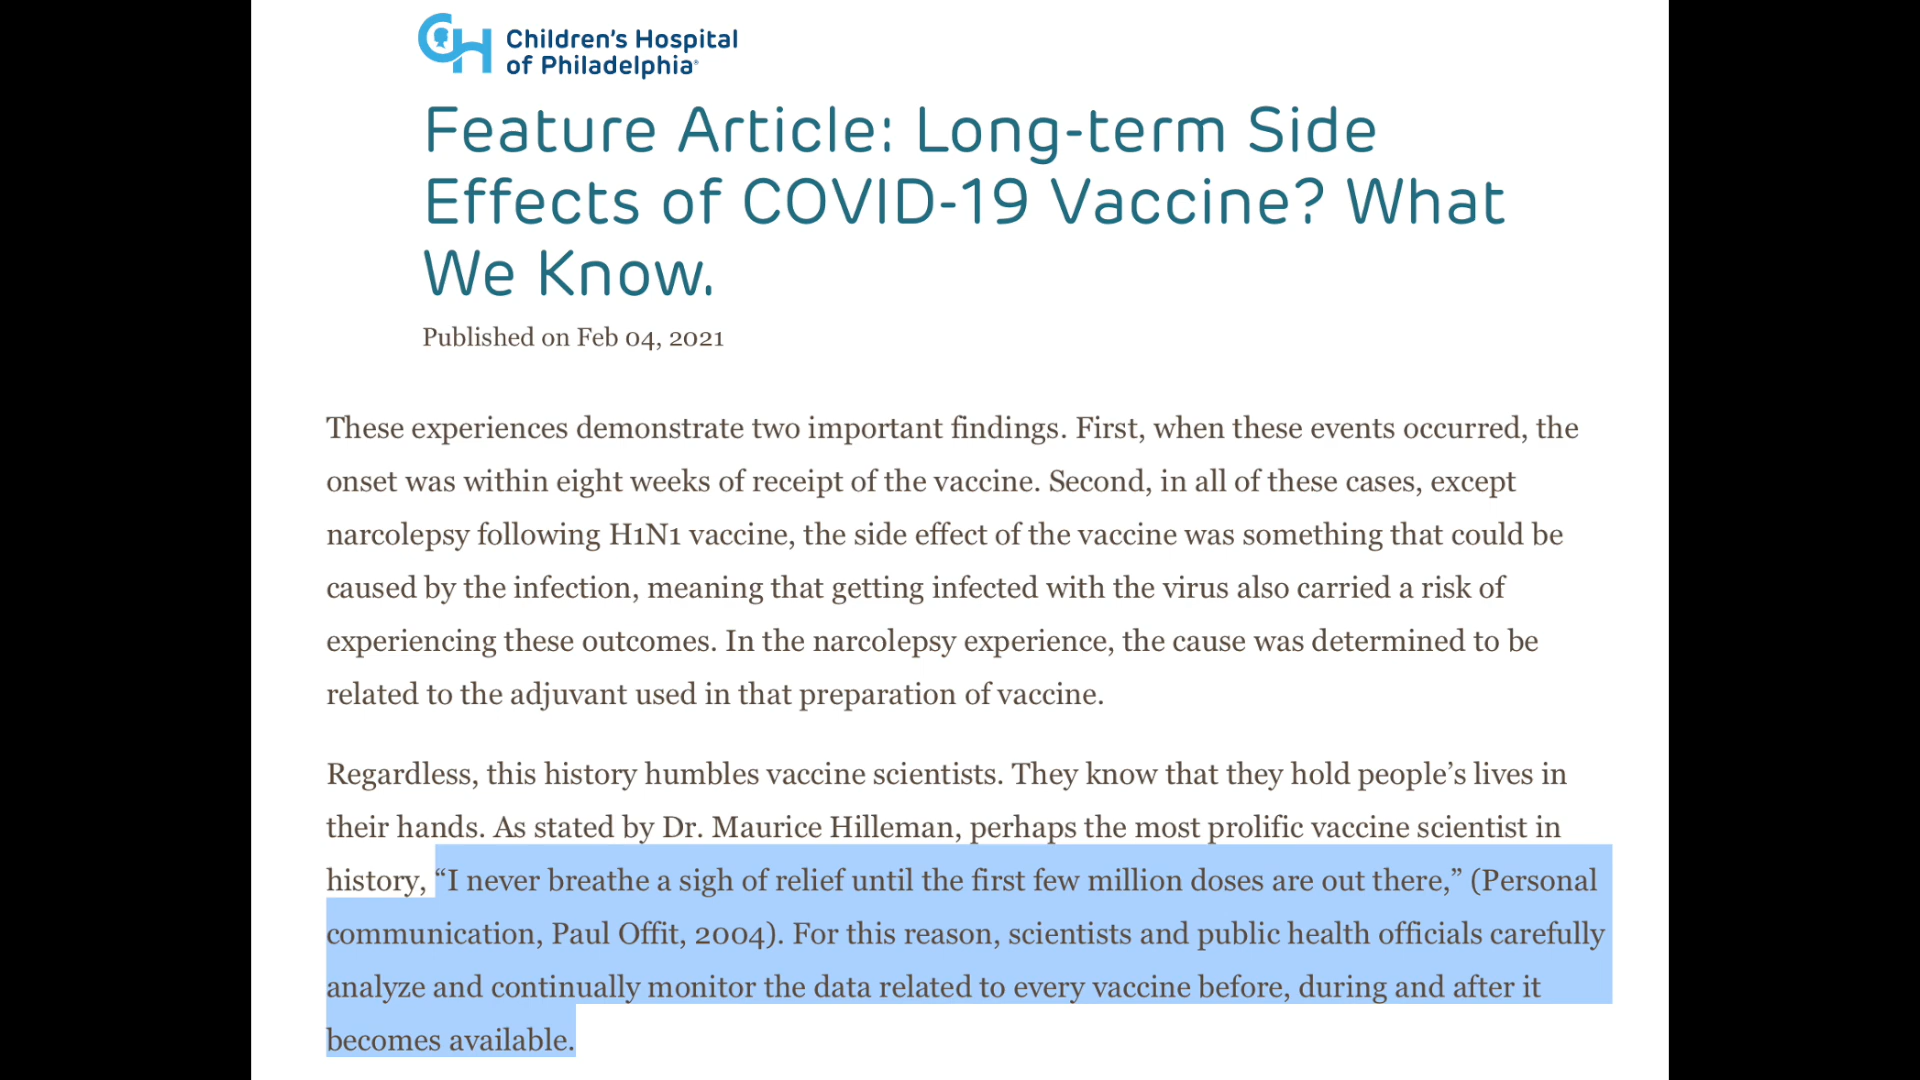 Children's Hospital
of Philadelphia®
Feature Article: Long-term Side
Effects of COVID-19 Vaccine? What
We Know.
Published on Feb 04, 2021
These experiences demonstrate two important findings. First, when these events occurred, the
onset was within eight weeks of receipt of the vaccine. Second, in all of these cases, except
narcolepsy following H1N1 vaccine, the side effect of the vaccine was something that could be
caused by the infection, meaning that getting infected with the virus also carried a risk of
experiencing these outcomes. In the narcolepsy experience, the cause was determined to be
related to the adjuvant used in that preparation of vaccine.
Regardless, this history humbles vaccine scientists. They know that they hold people’s lives in
their hands. As stated by Dr. Maurice Hilleman, perhaps the most prolific vaccine scientist in
history, “I never breathe a sigh of relief until the first few million doses are out there,” (Personal
communication, Paul Offit, 2004). For this reason, scientists and public health officials carefully
analyze and continually monitor the data related to every vaccine before, during and after it
becomes available.